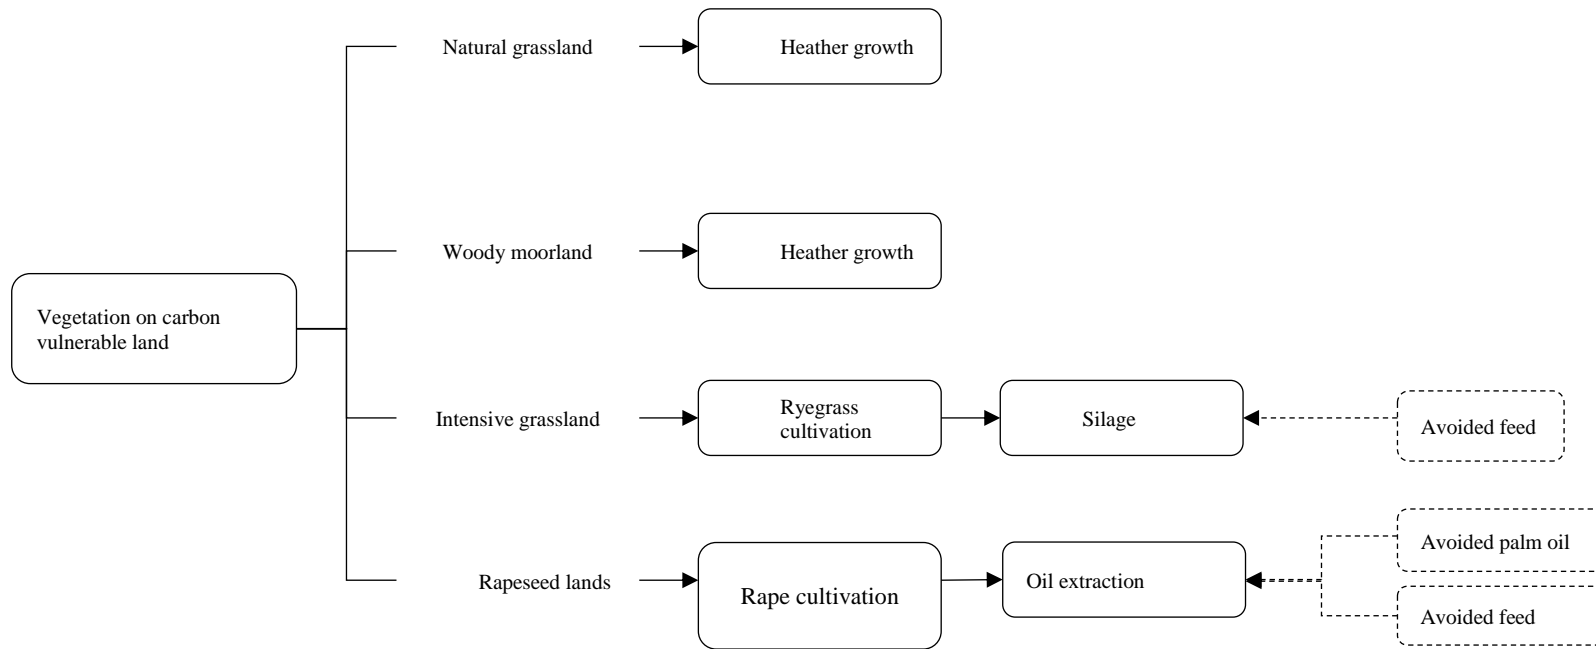 Natural grassland
Heather growth
Woody moorland
Heather growth
Vegetation on carbon
vulnerable land
Intensive grassland
Ryegrass
cultivation
Silage
Avoided feed
Rapeseed lands
Rape cultivation
Oil extraction
Avoided palm oil
Avoided feed